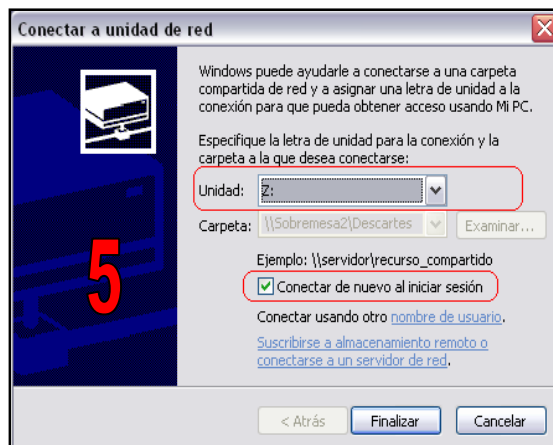 Conectar a unidad de red
Windows puede ayudarle a conectarse a una carpeta
compartida de red y a asignar una letra de unidad a la
conexión para que pueda obtener acceso usando Mi PC.
Especifique la letra de unidad para la conexión y la
carpeta a la que desea conectarse:
Unidad: Z:
Carpeta: \\Sobremesa2\Descartes Examinar...
Ejemplo: \\servidor\recurso_compartido
Conectar de nuevo al iniciar sesión
Conectar usando otro nombre de usuario.
Suscribirse a almacenamiento remoto o
conectarse a un servidor de red.
5
< Atrás Finalizar Cancelar